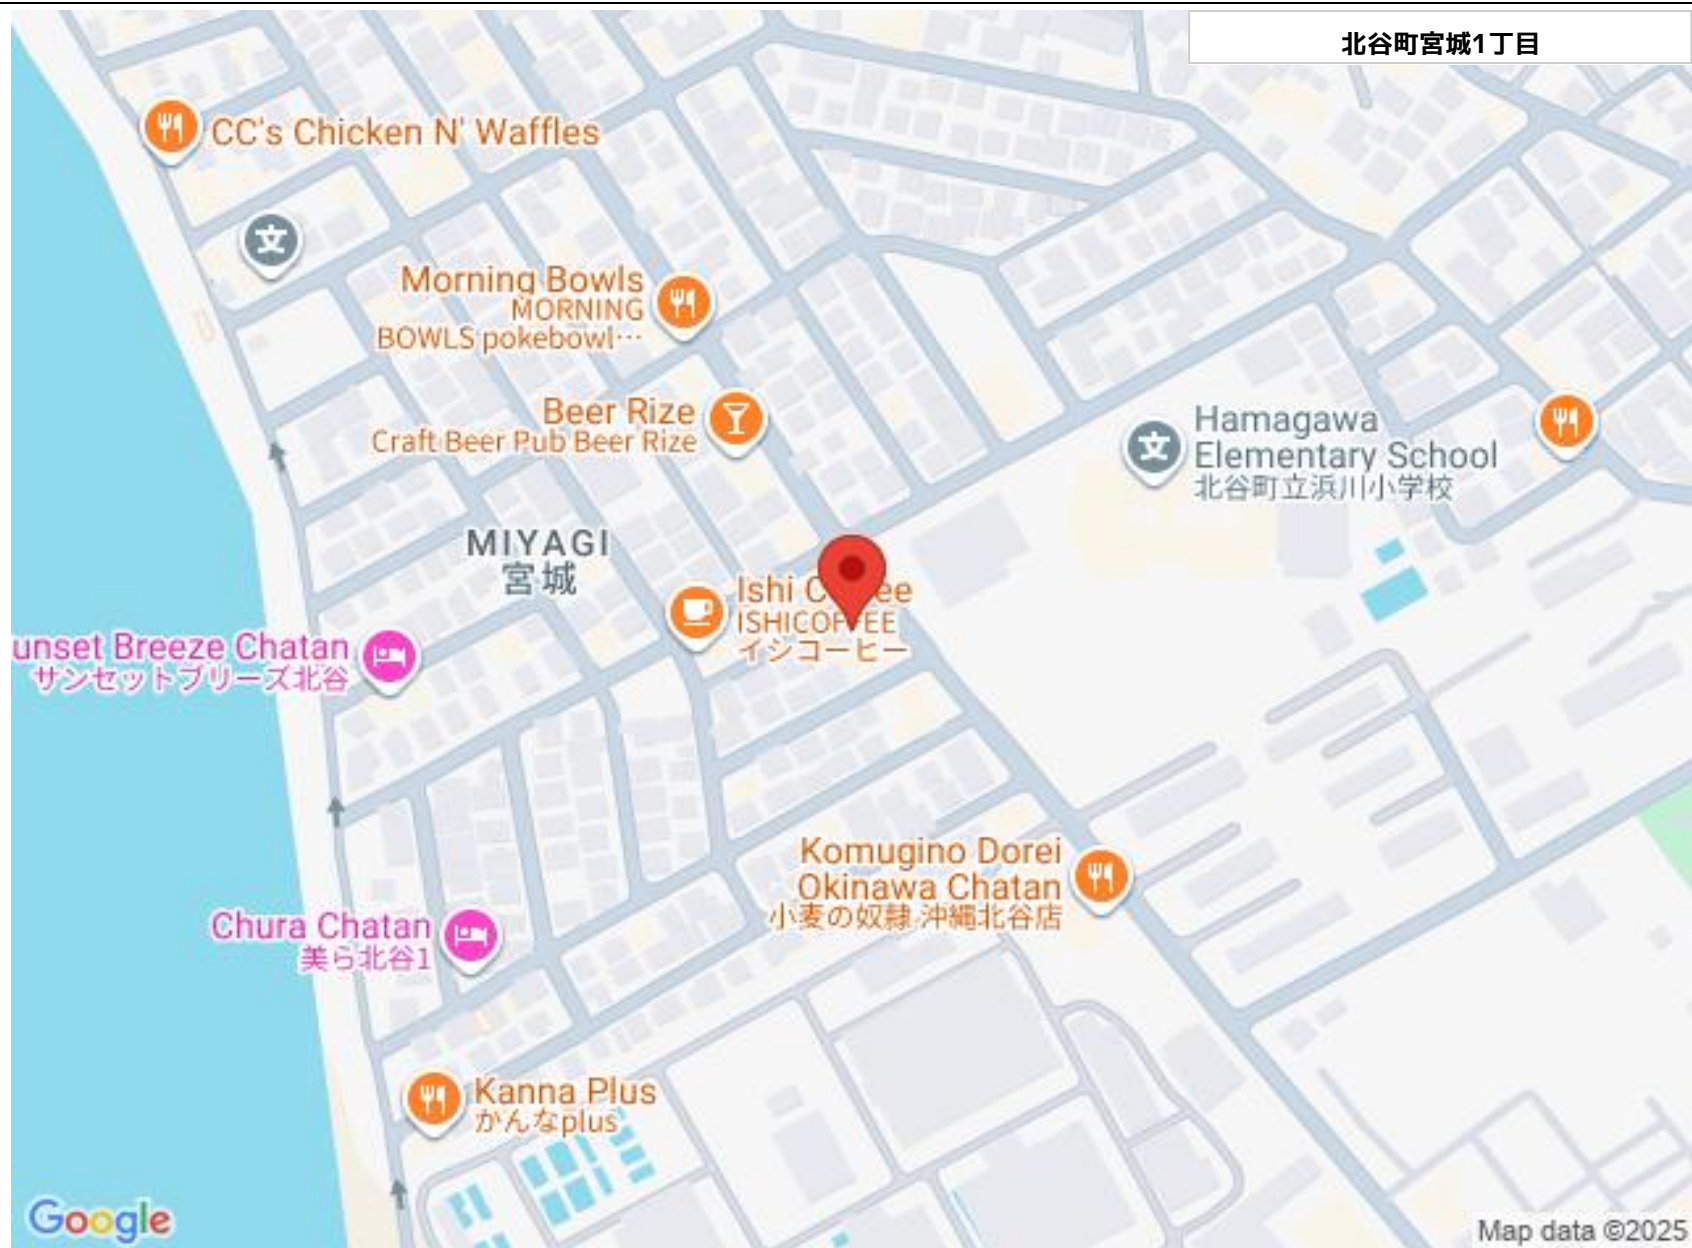 北谷町宮城1丁目
CC's Chicken N' Waffles
文
Morning Bowls
MORNING
BOWLS pokebowl…
Beer Rize
Craft Beer Pub Beer Rize
Hamagawa
Elementary School
北谷町立浜川小学校
文
MIYAGI
宮城
Ishi C ee
ISHICOFFEE
イシコーヒー
unset Breeze Chatan
サンセットブリーズ北谷
Komugino Dorei
Okinawa Chatan
小麦の奴隷 沖縄北谷店
Chura Chatan
美ら北谷1
Kanna Plus
かんなplus
Google
Map data ©2025